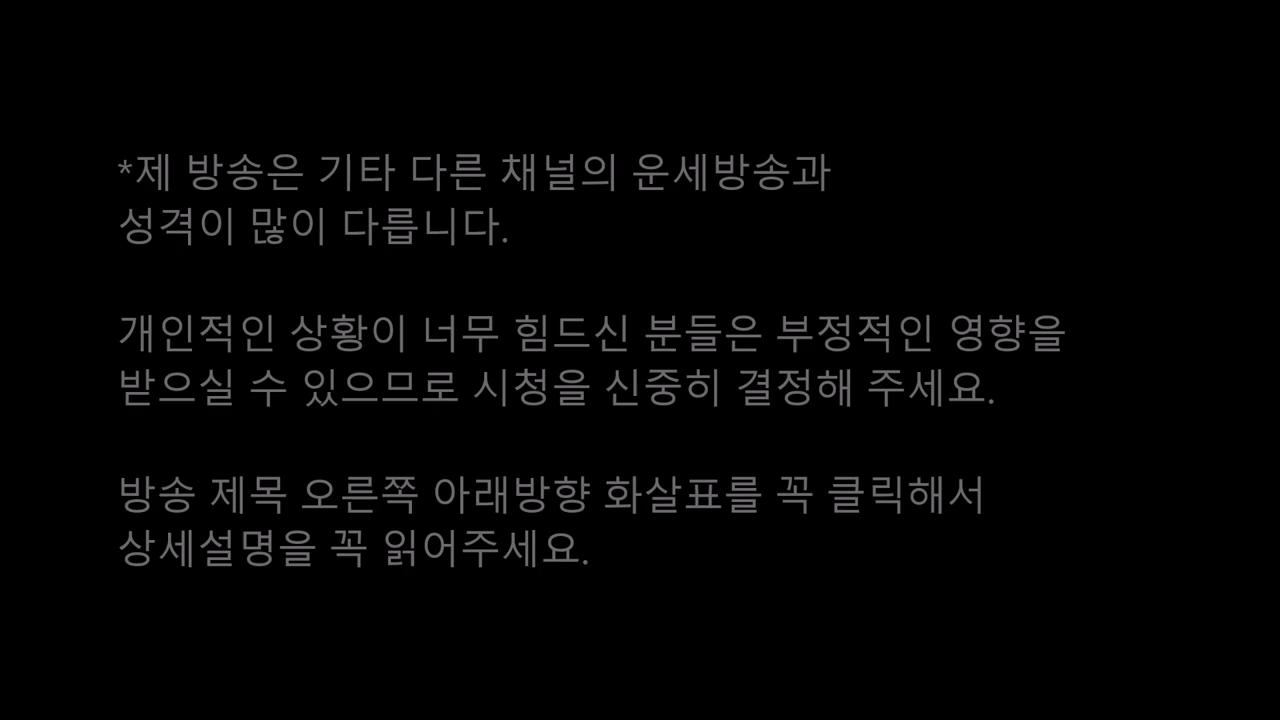 *제 방송은 기타 다른 채널의 운세방송과
성격이 많이 다릅니다.
개인적인 상황이 너무 힘드신 분들은 부정적인 영향을
받으실 수 있으므로 시청을 신중히 결정해 주세요.
방송 제목 오른쪽 아래방향 화살표를 꼭 클릭해서
상세설명을 꼭 읽어주세요.